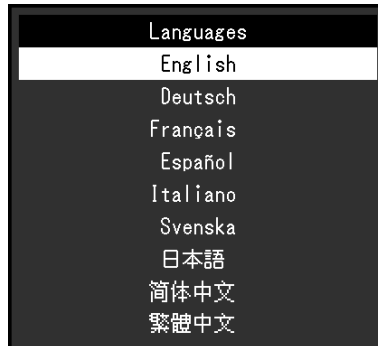 Languages
English
Deutsch
Français
Español
Italiano
Svenska
日本語
简体中文
繁體中文